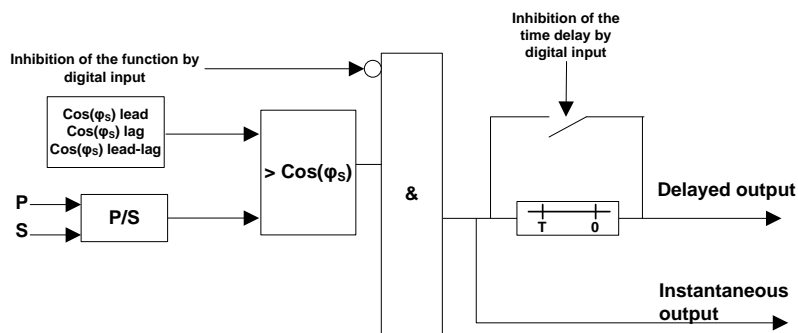 Inhibition of the
time delay by
digital input
Inhibition of the function by
digital input
Cos(φS) lead
Cos(φS) lag
Cos(φS) lead-lag
> Cos(φS)
P
S
P/S
&
T 0
Delayed output
Instantaneous
output